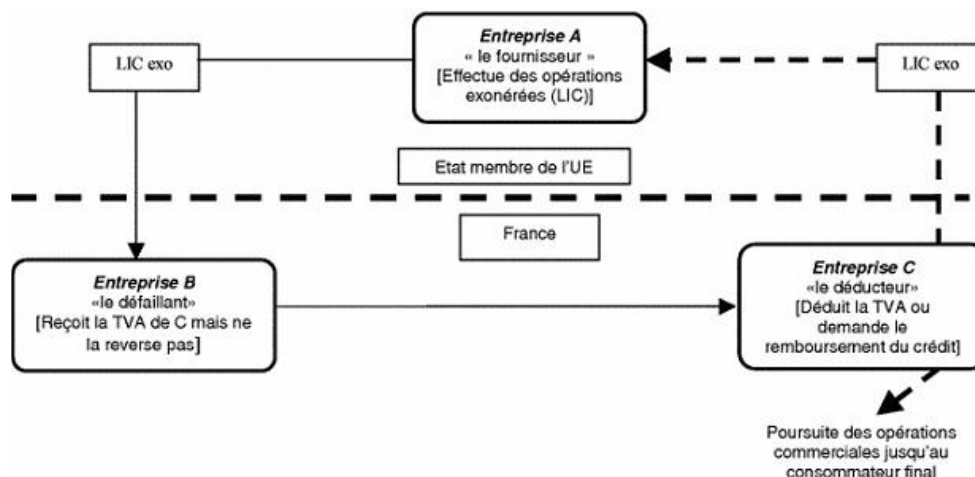 Entreprise A
« le fournisseur »
[Effectue des opérations
exonérées (LIC)]
LIC exo
LIC exo
Etat membre de l'UE
France
Entreprise B
«le défaillant»
[Reçoit la TVA de C mais ne
la reverse pas]
Entreprise C
«le déducteur»
[Déduit la TVA ou
demande le
remboursement du crédit]
Poursuite des opérations
commerciales jusqu'au
consommateur final